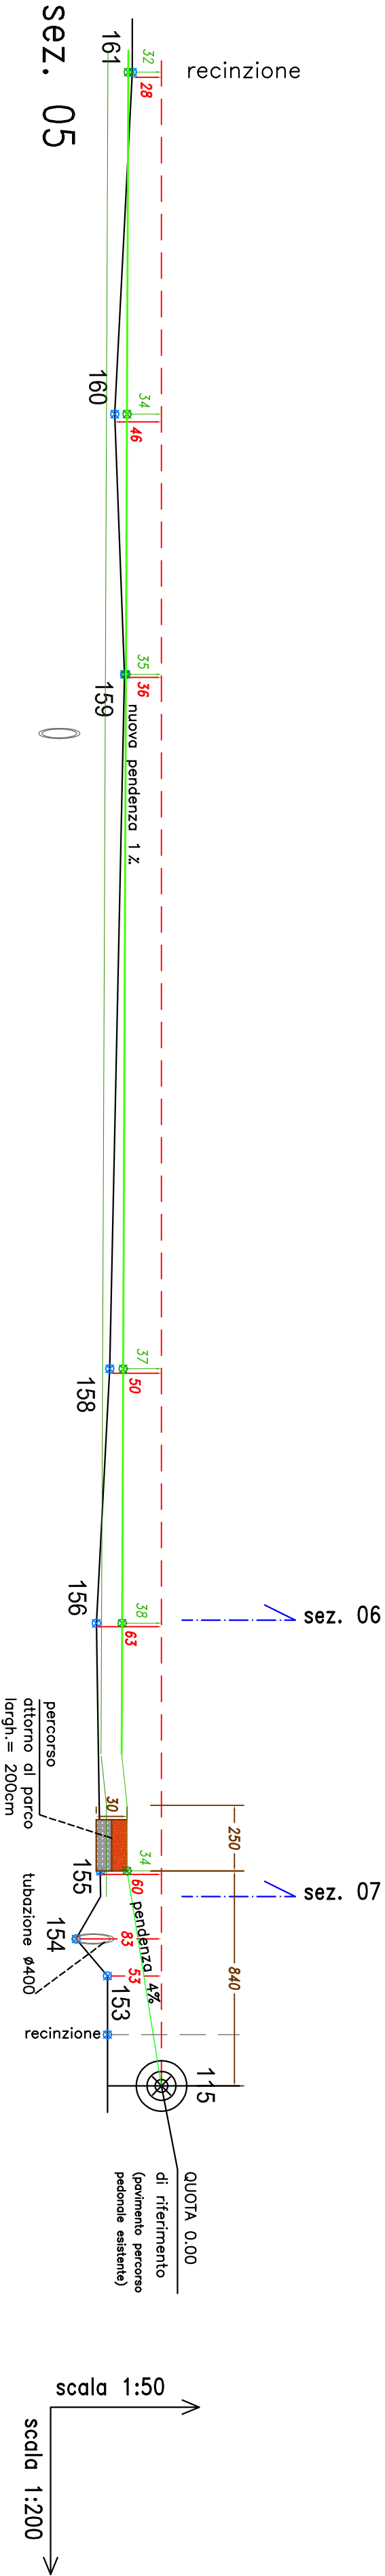 recinzione
161
32
28
sez. 05
160
34
46
159
35
36
nuova pendenza 1 ‰
158
37
50
156
38
63
sez. 06
percorso
attorno al parco
largh.= 200cm
30
250
155
34
60
sez. 07
tubazione ø400
154
83
pendenza 4%
53
153
840
recinzione
115
QUOTA 0.00
di riferimento
(pavimento percorso
pedonale esistente)
scala 1:50
scala 1:200